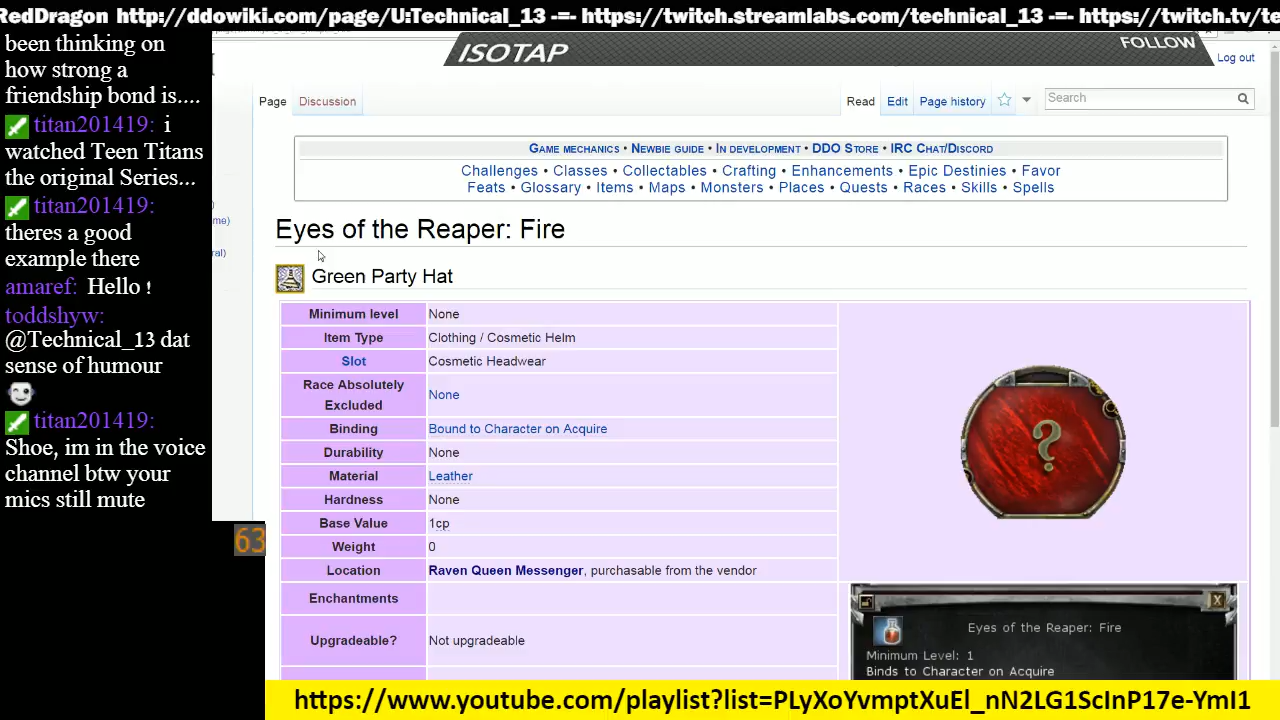 RedDragon http://ddowiki.com/page/U:Technical_13 -=- https://twitch.streamlabs.com/technical_13 -=- https://twitch.tv/te
been thinking on
how strong a
friendship bond is....
titan201419: i
watched Teen Titans
the original Series...
titan201419:
theres a good
example there
amaref: Hello !
toddshyw:
@Technical_13 dat
sense of humour
titan201419:
Shoe, im in the voice
channel btw your
mics still mute
63
me)
ral)
ISOTAP
FOLLOW
Log out
Page Discussion
Read Edit Page history
Search
Game mechanics • Newbie guide • In development • DDO Store • IRC Chat/Discord
Challenges • Classes • Collectables • Crafting • Enhancements • Epic Destinies • Favor
Feats • Glossary • Items • Maps • Monsters • Places • Quests • Races • Skills • Spells
Eyes of the Reaper: Fire
Green Party Hat
Minimum level None
Item Type Clothing / Cosmetic Helm
Slot Cosmetic Headwear
Race Absolutely
Excluded None
Binding Bound to Character on Acquire
Durability None
Material Leather
Hardness None
Base Value 1cp
Weight 0
Location Raven Queen Messenger, purchasable from the vendor
Enchantments
Upgradeable? Not upgradeable
?
X
Eyes of the Reaper: Fire
Minimum Level: 1
Binds to Character on Acquire
https://www.youtube.com/playlist?list=PLyXoYvmptXuEl_nN2LG1ScInP17e-YmI1